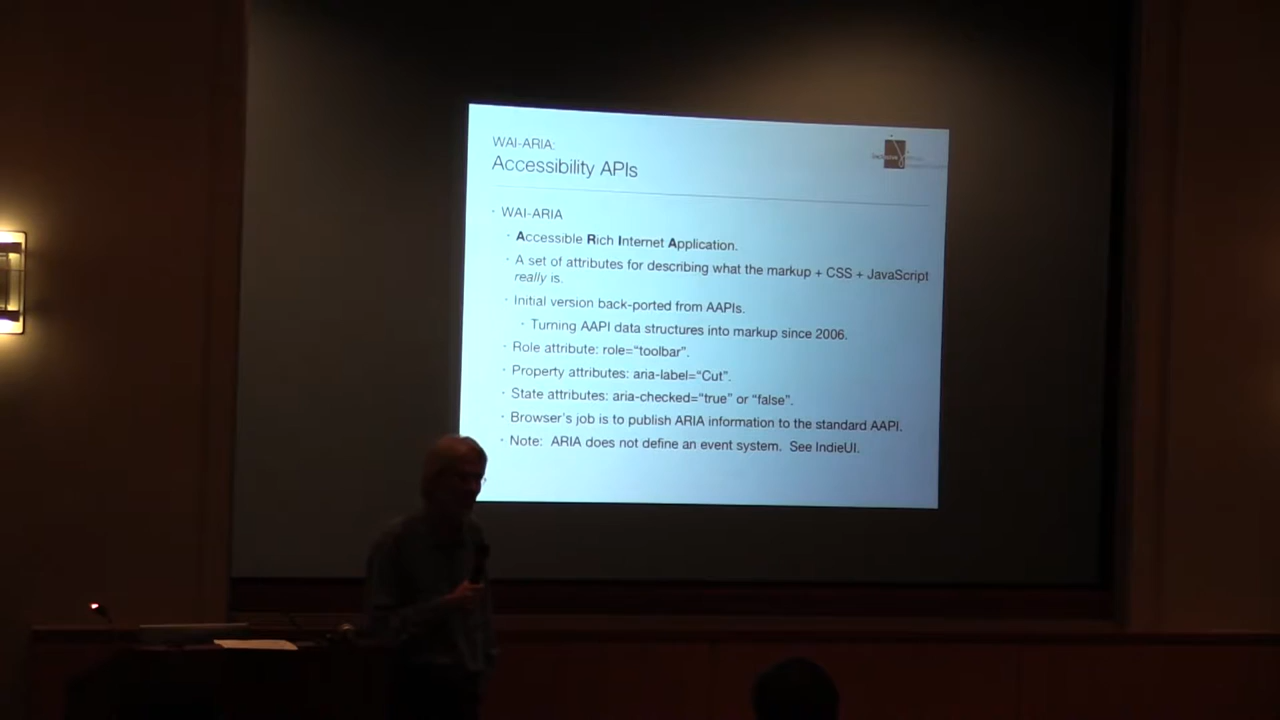 WAI-ARIA:
Accessibility APIs
· WAI-ARIA
· Accessible Rich Internet Application.
· A set of attributes for describing what the markup + CSS + JavaScript
really is.
· Initial version back-ported from AAPIs.
· Turning AAPI data structures into markup since 2006.
· Role attribute: role=“toolbar”.
· Property attributes: aria-label=“Cut”.
· State attributes: aria-checked=“true” or “false”.
· Browser’s job is to publish ARIA information to the standard AAPI.
· Note: ARIA does not define an event system. See IndieUI.